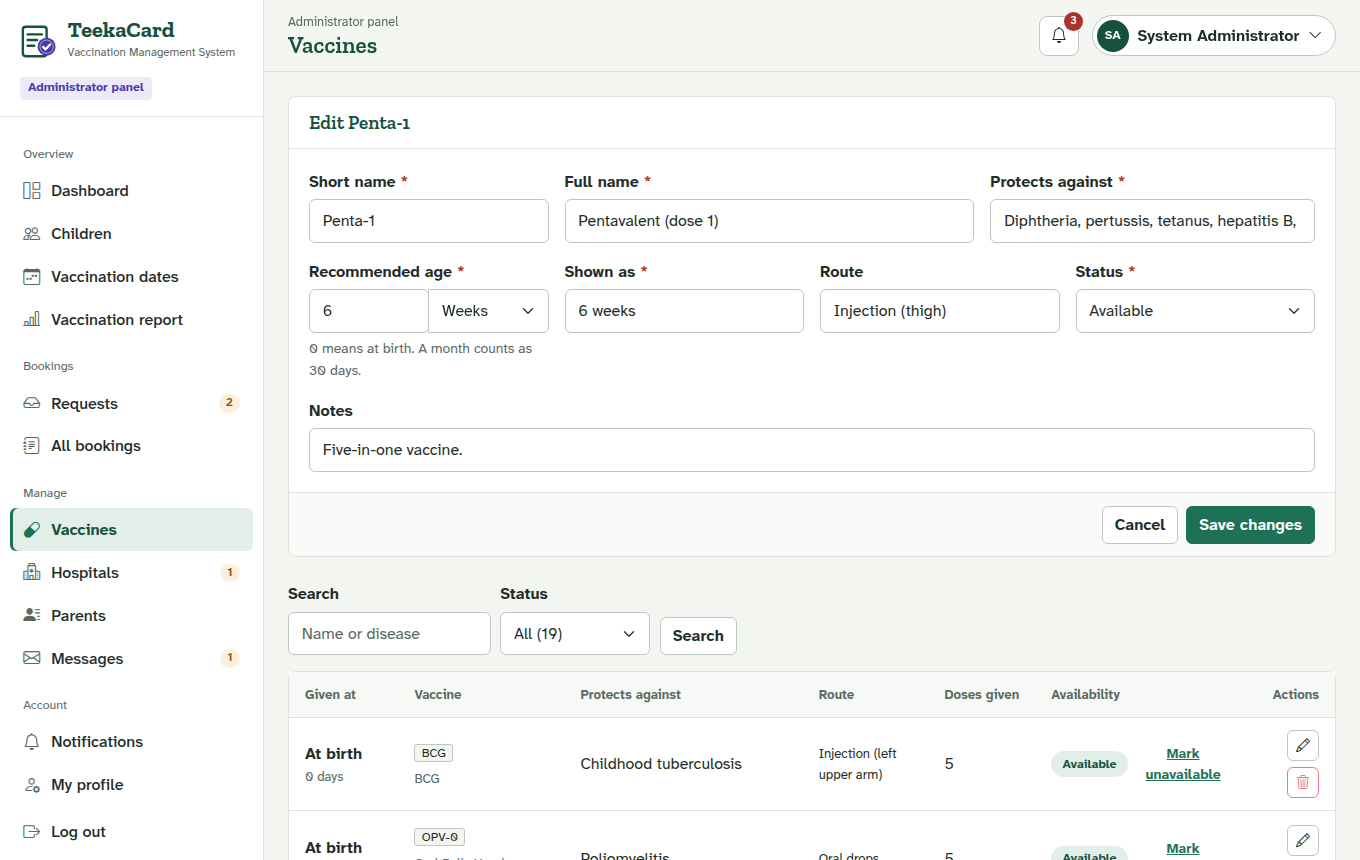 TeekaCard
Vaccination Management System
Administrator panel
Overview
Dashboard
Children
Vaccination dates
Vaccination report
Bookings
Requests 2
All bookings
Manage
Vaccines
Hospitals 1
Parents
Messages 1
Account
Notifications
My profile
Log out
Administrator panel
Vaccines
3
SA System Administrator
Edit Penta-1
Short name * Full name * Protects against *
Penta-1 Pentavalent (dose 1) Diphtheria, pertussis, tetanus, hepatitis B,
Recommended age * Shown as * Route Status *
6 Weeks 6 weeks Injection (thigh) Available
0 means at birth. A month counts as
30 days.
Notes
Five-in-one vaccine.
Cancel Save changes
Search Status
Name or disease All (19) Search
Given at Vaccine Protects against Route Doses given Availability Actions
At birth BCG Childhood tuberculosis Injection (left 5 Available Mark
0 days BCG upper arm) unavailable
At birth OPV-0 Poliomyelitis Oral drops 5 Available Mark